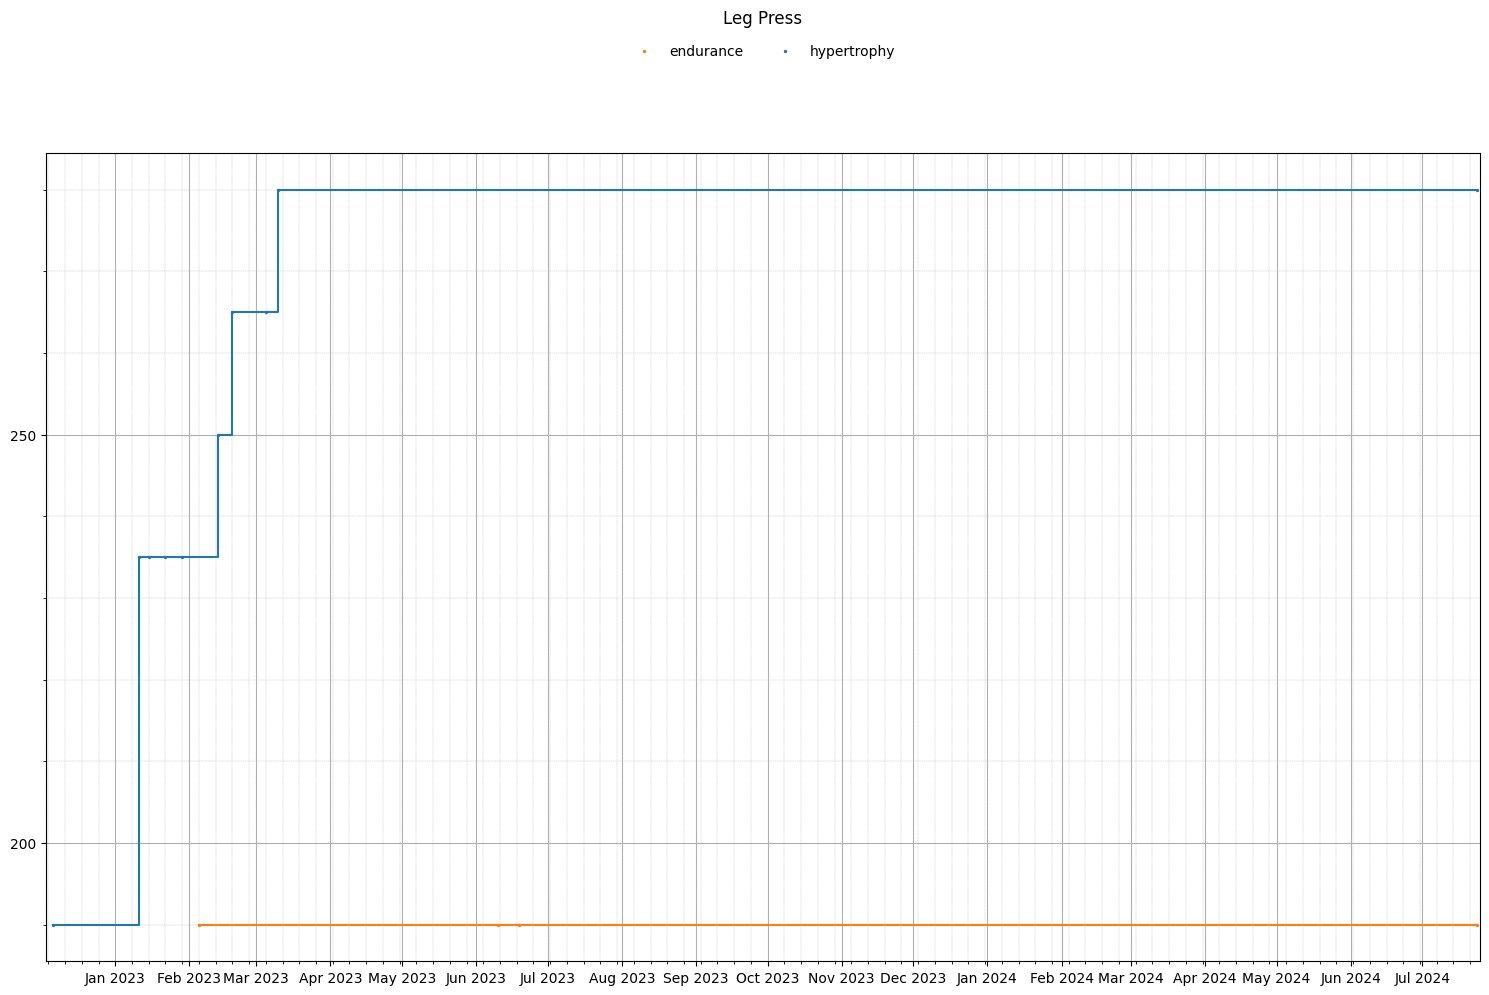 Leg Press
endurance hypertrophy
250
200
Jan 2023 Feb 2023 Mar 2023 Apr 2023 May 2023 Jun 2023 Jul 2023 Aug 2023 Sep 2023 Oct 2023 Nov 2023 Dec 2023 Jan 2024 Feb 2024 Mar 2024 Apr 2024 May 2024 Jun 2024 Jul 2024